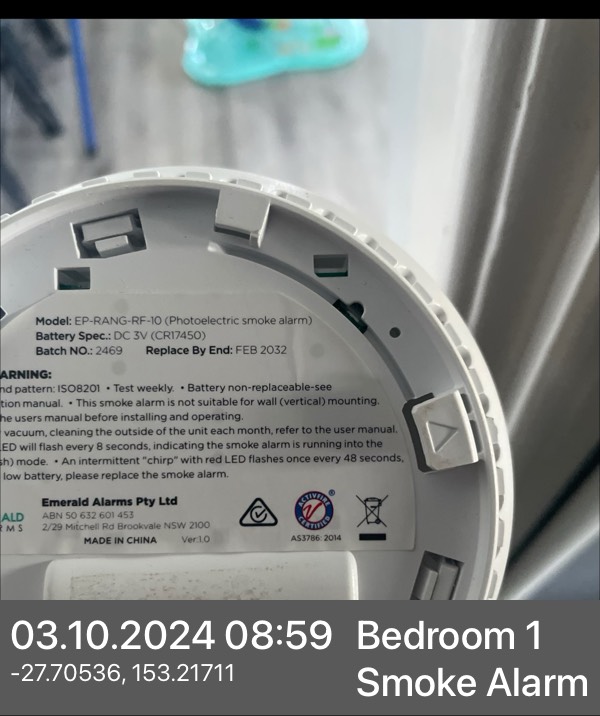 Model: EP-RANG-RF-10 (Photoelectric smoke alarm)
Battery Spec.: DC 3V (CR17450)
Batch NO.: 2469 Replace By End: FEB 2032
ARNING:
nd pattern: ISO8201 • Test weekly. • Battery non-replaceable-see
tion manual. • This smoke alarm is not suitable for wall (vertical) mounting.
he users manual before installing and operating.
vacuum, cleaning the outside of the unit each month, refer to the user manual.
ED will flash every 8 seconds, indicating the smoke alarm is running into the
sh) mode. • An intermittent "chirp" with red LED flashes once every 48 seconds,
low battery, please replace the smoke alarm.
Emerald Alarms Pty Ltd
ABN 50 632 601 453
2/29 Mitchell Rd Brookvale NSW 2100
MADE IN CHINA Ver.1.0
ALD
RMS
ACTIVFIRE
CERTIFIED
AS3786: 2014
03.10.2024 08:59
-27.70536, 153.21711
Bedroom 1
Smoke Alarm